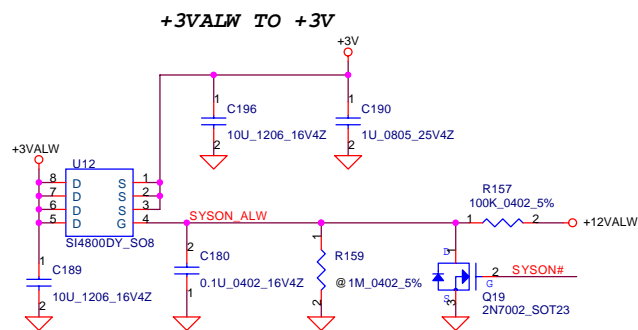 +3VALW TO +3V
+3V
1
C196
2
10U_1206_16V4Z
1
C190
2
1U_0805_25V4Z
+3VALW
U12
8 D S 1
7 D S 2
6 D S 3
5 D G 4
SI4800DY_SO8
SYSON_ALW
R157
100K_0402_5%
1 2
+12VALW
1
C189
2
10U_1206_16V4Z
2
C180
1
0.1U_0402_16V4Z
1
R159
@1M_0402_5%
2
1
D
2
G
SYSON#
S
3
Q19
2N7002_SOT23